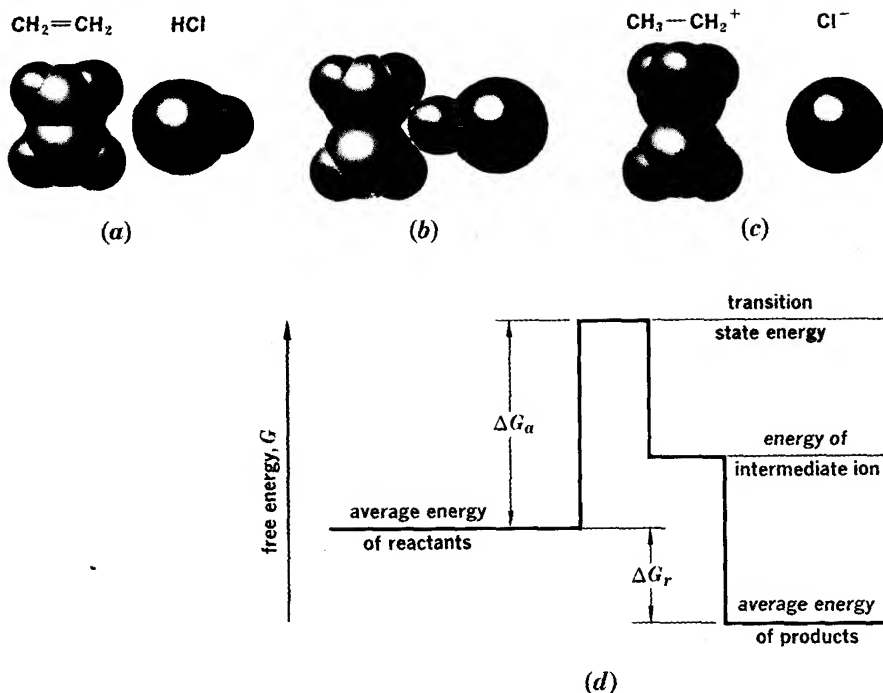 CH₂=CH₂ HCl CH₃—CH₂⁺ Cl⁻
(a) (b) (c)
transition
state energy
ΔGₐ
free energy, G
energy of
intermediate ion
average energy
of reactants
ΔGᵣ
average energy
of products
(d)